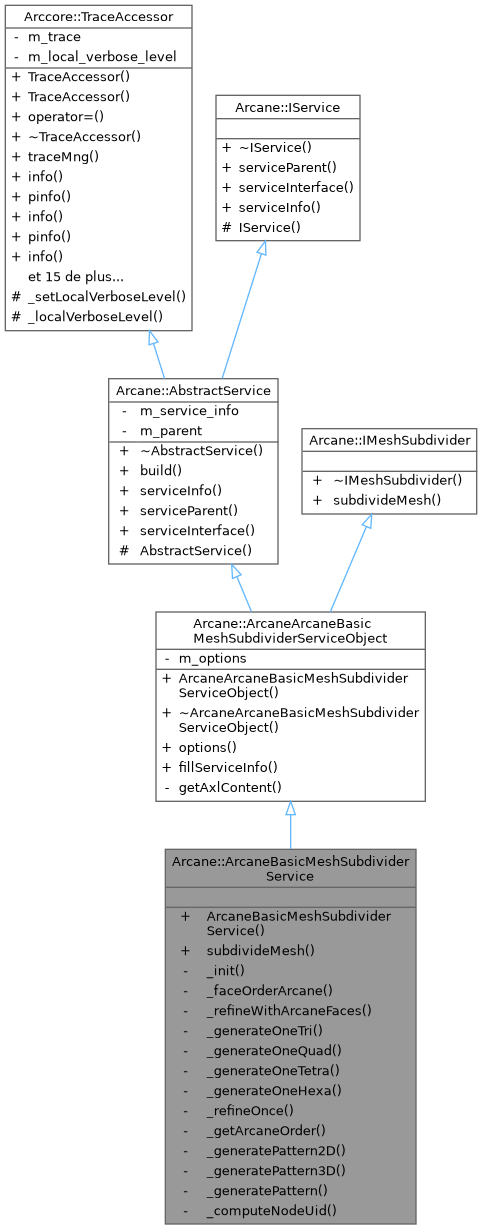 Arccore::TraceAccessor
- m_trace
- m_local_verbose_level
+ TraceAccessor()
+ TraceAccessor()
+ operator=()
+ ~TraceAccessor()
+ traceMng()
+ info()
+ pinfo()
+ info()
+ pinfo()
+ info()
et 15 de plus...
# _setLocalVerboseLevel()
# _localVerboseLevel()
Arcane::IService
+ ~IService()
+ serviceParent()
+ serviceInterface()
+ serviceInfo()
# IService()
Arcane::AbstractService
- m_service_info
- m_parent
+ ~AbstractService()
+ build()
+ serviceInfo()
+ serviceParent()
+ serviceInterface()
# AbstractService()
Arcane::IMeshSubdivider
+ ~IMeshSubdivider()
+ subdivideMesh()
Arcane::ArcaneArcaneBasic
MeshSubdividerServiceObject
- m_options
+ ArcaneArcaneBasicMeshSubdivider
ServiceObject()
+ ~ArcaneArcaneBasicMeshSubdivider
ServiceObject()
+ options()
+ fillServiceInfo()
- getAxlContent()
Arcane::ArcaneBasicMeshSubdivider
Service
+ ArcaneBasicMeshSubdivider
Service()
+ subdivideMesh()
- _init()
- _faceOrderArcane()
- _refineWithArcaneFaces()
- _generateOneTri()
- _generateOneQuad()
- _generateOneTetra()
- _generateOneHexa()
- _refineOnce()
- _getArcaneOrder()
- _generatePattern2D()
- _generatePattern3D()
- _generatePattern()
- _computeNodeUid()